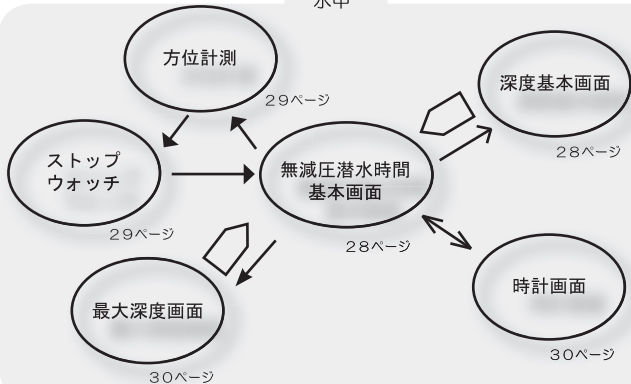 水中
方位計測
29ページ
深度基本画面
28ページ
ストップ
ウォッチ
29ページ
無減圧潜水時間
基本画面
28ページ
最大深度画面
30ページ
時計画面
30ページ